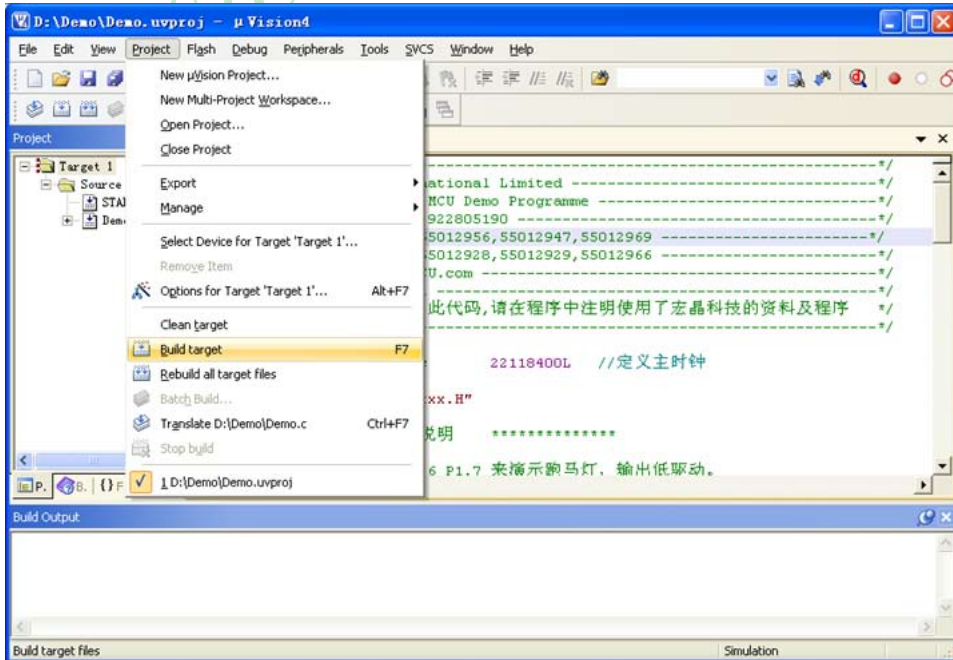 D:\Demo\Demo.uvproj - μVision4
File Edit View Project Flash Debug Peripherals Tools SVCS Window Help
New μVision Project...
New Multi-Project Workspace...
Open Project...
Close Project
Export
Manage
Select Device for Target 'Target 1'...
Remove Item
Options for Target 'Target 1'... Alt+F7
Clean target
Build target F7
Rebuild all target files
Batch Build...
Translate D:\Demo\Demo.c Ctrl+F7
Stop build
1 D:\Demo\Demo.uvproj
Project
Target 1
Source
STA
Dem
P. B. {} F
----------------------------------------------------*/
ational Limited ----------------------------------*/
MCU Demo Programme -------------------------------*/
922805190 ----------------------------------------*/
55012956,55012947,55012969 -------------------------*/
55012928,55012929,55012966 --------------------------*/
U.com --------------------------------------------*/
----------------------------------------------------*/
此代码,请在程序中注明使用了宏晶科技的资料及程序 */
----------------------------------------------------*/
22118400L //定义主时钟
xx.H"
说明 **************
6 P1.7 来演示跑马灯, 输出低驱动。
Build Output
Build target files Simulation